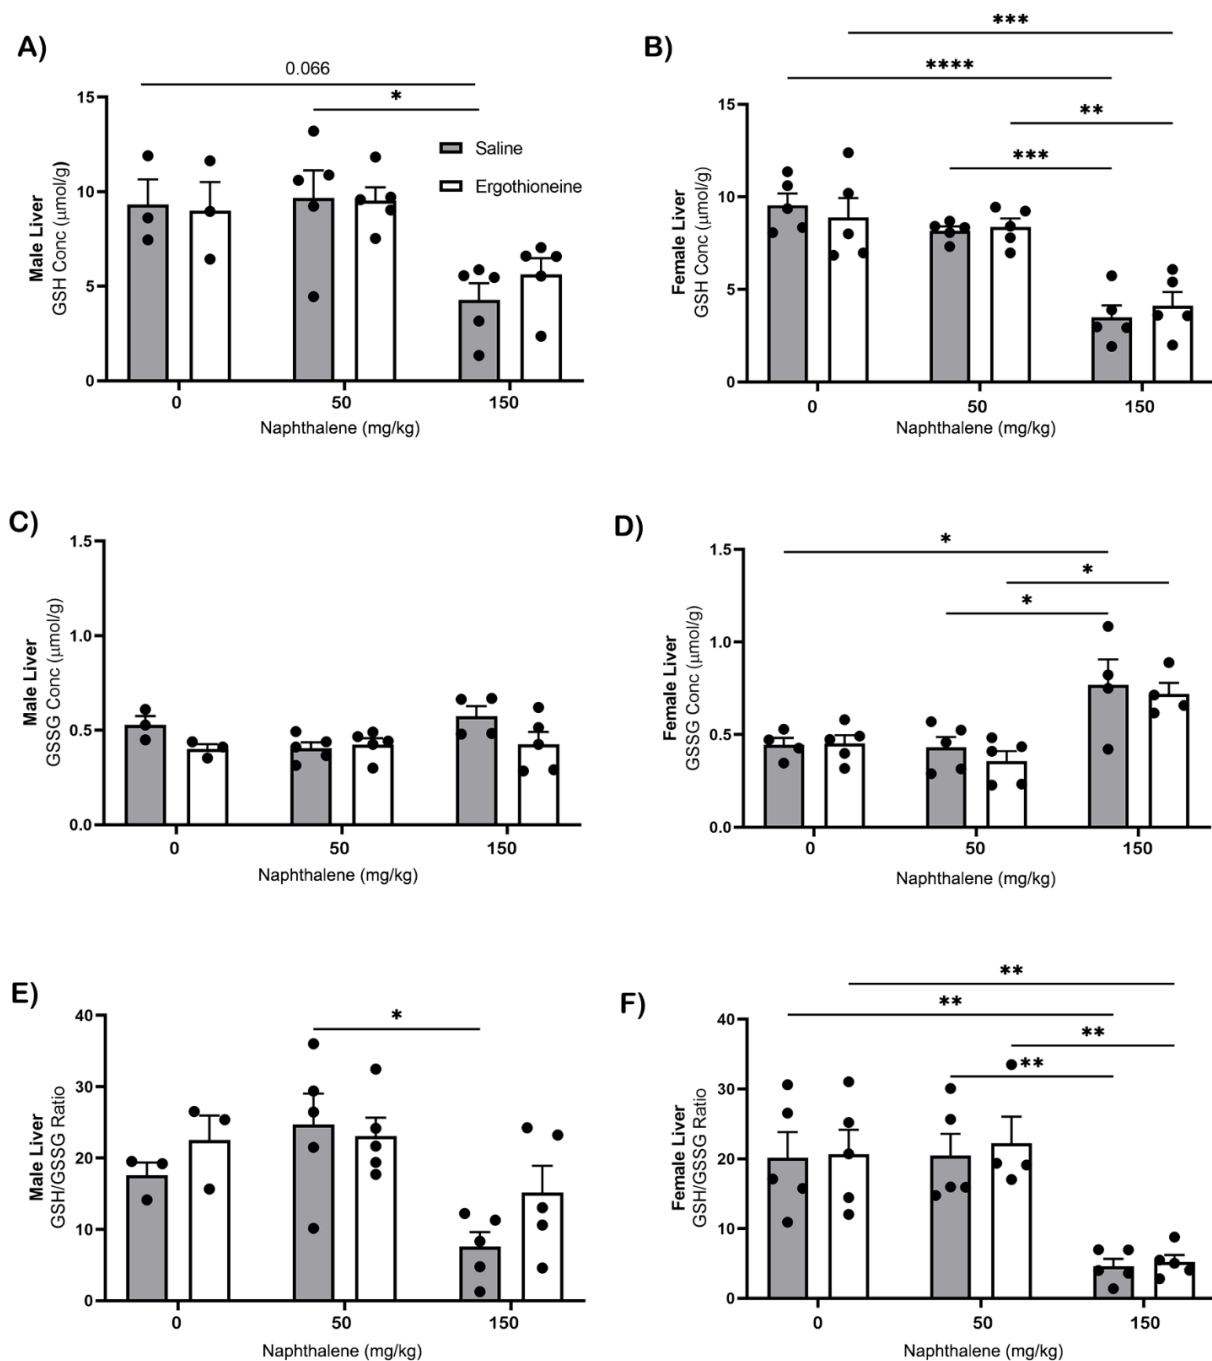 A)
0.066
*
15
10
5
0
Male Liver
GSH Conc (μmol/g)
Saline
Ergothioneine
0 50 150
Naphthalene (mg/kg)
B)
***
****
**
***
15
10
5
0
Female Liver
GSH Conc (μmol/g)
0 50 150
Naphthalene (mg/kg)
C)
1.5
1.0
0.5
0.0
Male Liver
GSSG Conc (μmol/g)
0 50 150
Naphthalene (mg/kg)
D)
*
*
*
1.5
1.0
0.5
0.0
Female Liver
GSSG Conc (μmol/g)
0 50 150
Naphthalene (mg/kg)
E)
*
40
30
20
10
0
Male Liver
GSH/GSSG Ratio
0 50 150
Naphthalene (mg/kg)
F)
**
**
**
**
40
30
20
10
0
Female Liver
GSH/GSSG Ratio
0 50 150
Naphthalene (mg/kg)